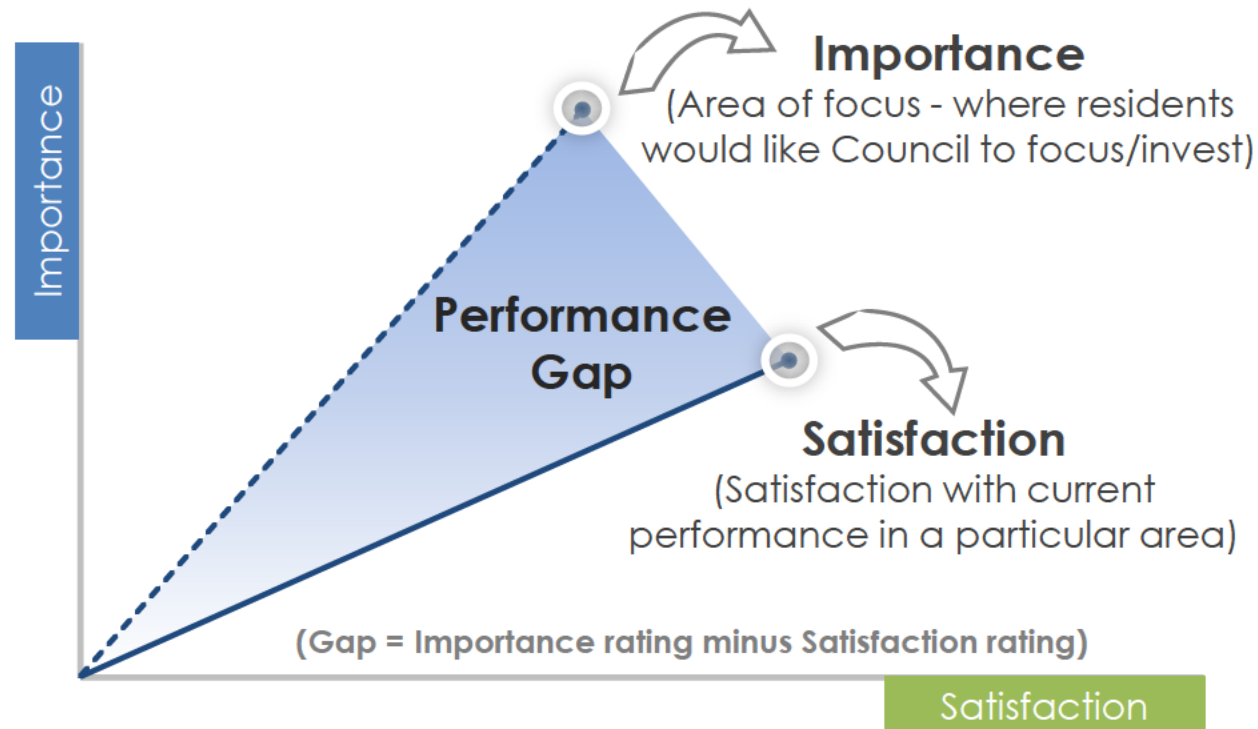 Importance
Importance
(Area of focus - where residents
would like Council to focus/invest)
Performance
Gap
Satisfaction
(Satisfaction with current
performance in a particular area)
(Gap = Importance rating minus Satisfaction rating)
Satisfaction